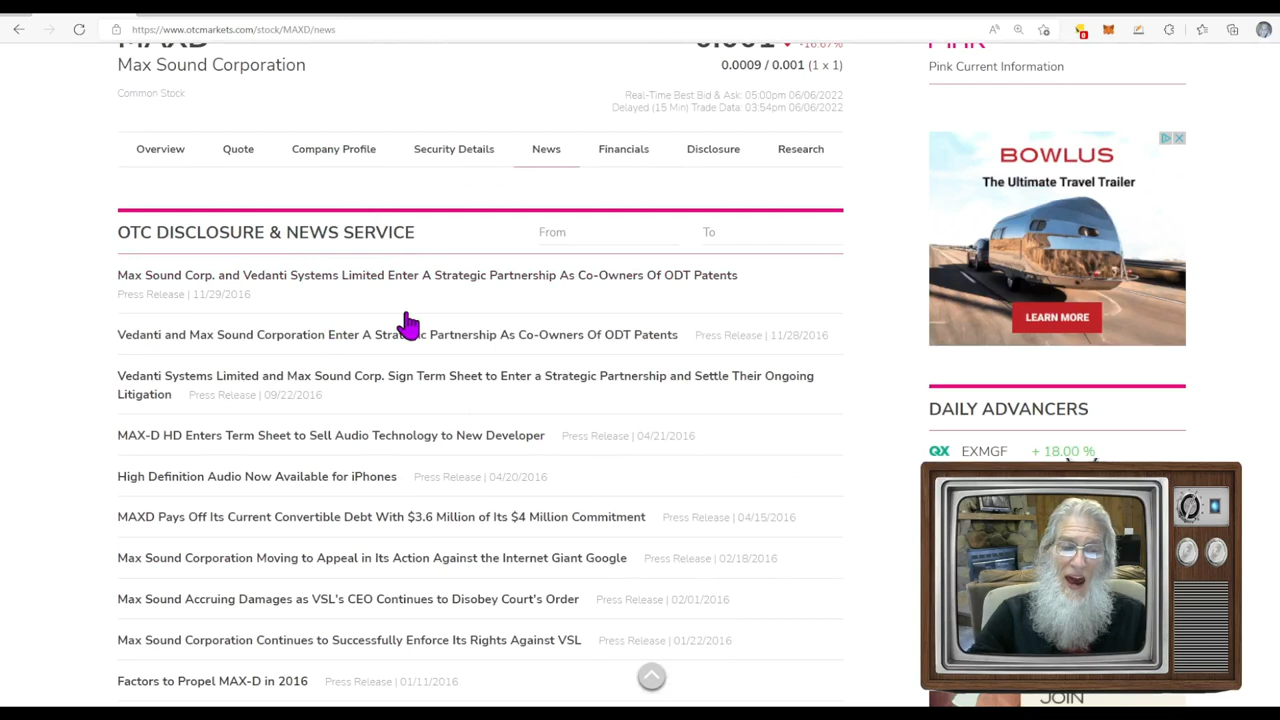 https://www.otcmarkets.com/stock/MAXD/news
MAXD
0.001 -16.67%
Max Sound Corporation
0.0009 / 0.001 (1 x 1)
Common Stock
Real-Time Best Bid & Ask: 05:00pm 06/06/2022
Delayed (15 Min) Trade Data: 03:54pm 06/06/2022
Overview Quote Company Profile Security Details News Financials Disclosure Research
OTC DISCLOSURE & NEWS SERVICE From To
Max Sound Corp. and Vedanti Systems Limited Enter A Strategic Partnership As Co-Owners Of ODT Patents
Press Release | 11/29/2016
Vedanti and Max Sound Corporation Enter A Strategic Partnership As Co-Owners Of ODT Patents Press Release | 11/28/2016
Vedanti Systems Limited and Max Sound Corp. Sign Term Sheet to Enter a Strategic Partnership and Settle Their Ongoing
Litigation Press Release | 09/22/2016
MAX-D HD Enters Term Sheet to Sell Audio Technology to New Developer Press Release | 04/21/2016
High Definition Audio Now Available for iPhones Press Release | 04/20/2016
MAXD Pays Off Its Current Convertible Debt With $3.6 Million of Its $4 Million Commitment Press Release | 04/15/2016
Max Sound Corporation Moving to Appeal in Its Action Against the Internet Giant Google Press Release | 02/18/2016
Max Sound Accruing Damages as VSL's CEO Continues to Disobey Court's Order Press Release | 02/01/2016
Max Sound Corporation Continues to Successfully Enforce Its Rights Against VSL Press Release | 01/22/2016
Factors to Propel MAX-D in 2016 Press Release | 01/11/2016
PINK
Pink Current Information
BOWLUS
The Ultimate Travel Trailer
LEARN MORE
DAILY ADVANCERS
QX EXMGF + 18.00 %
JOIN